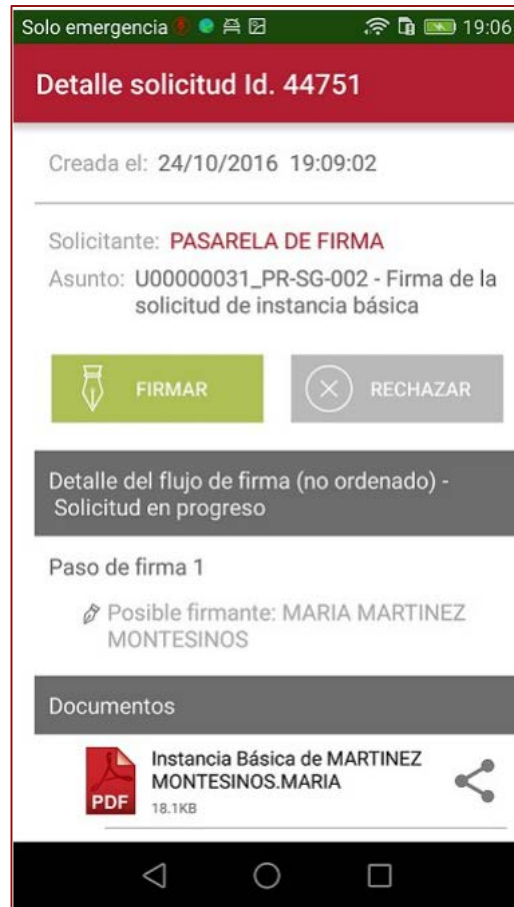 Solo emergencia 19:06
Detalle solicitud Id. 44751
Creada el: 24/10/2016 19:09:02
Solicitante: PASARELA DE FIRMA
Asunto: U00000031_PR-SG-002 - Firma de la
solicitud de instancia básica
FIRMAR RECHAZAR
Detalle del flujo de firma (no ordenado) -
Solicitud en progreso
Paso de firma 1
Posible firmante: MARIA MARTINEZ
MONTESINOS
Documentos
Instancia Básica de MARTINEZ
MONTESINOS.MARIA
PDF 18.1KB